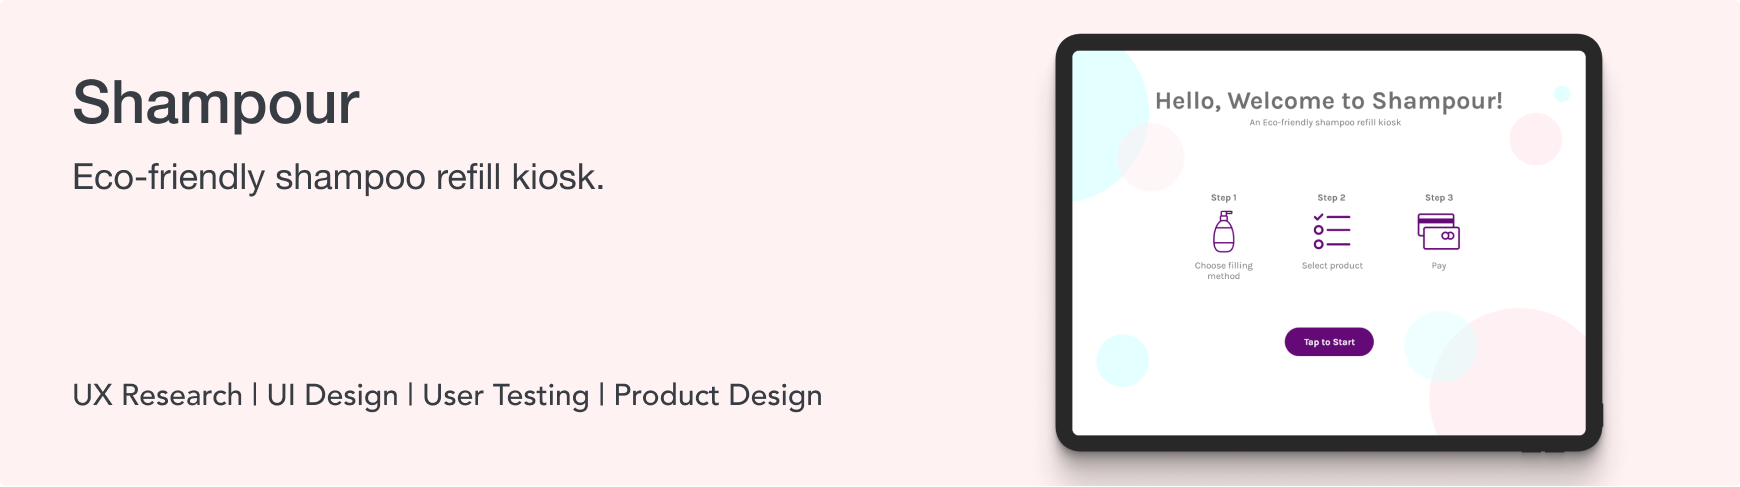 Shampour
Eco-friendly shampoo refill kiosk.
UX Research | UI Design | User Testing | Product Design
Hello, Welcome to Shampour!
An Eco-friendly shampoo refill kiosk
Step 1
Choose filling
method
Step 2
Select product
Step 3
Pay
Tap to Start